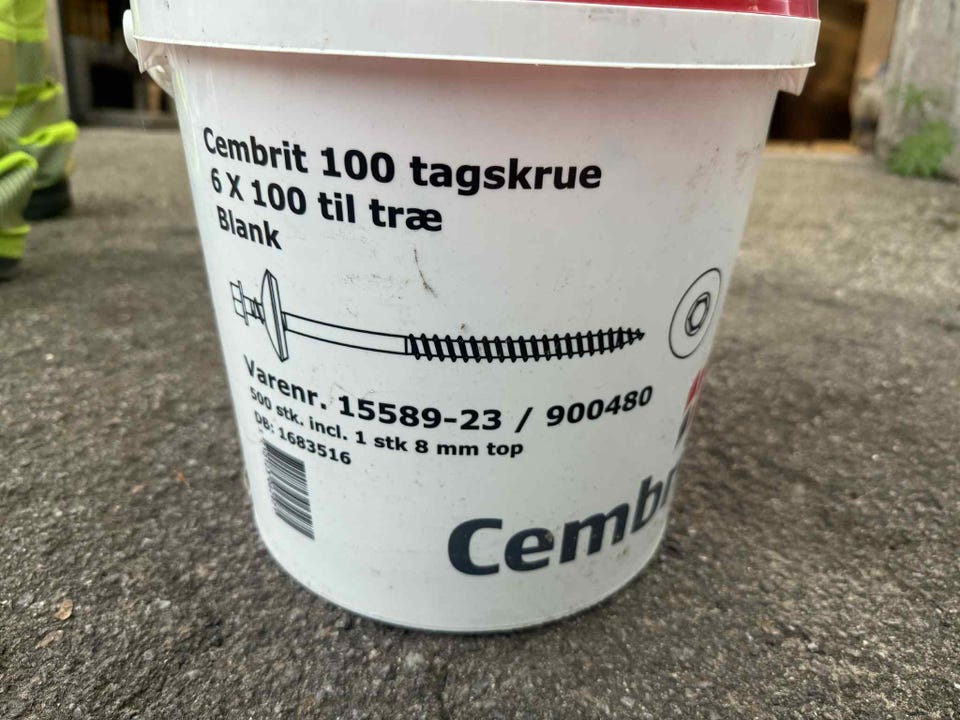 Cembrit 100 tagskrue
6 X 100 til træ
Blank
Varenr. 15589-23 / 900480
500 stk. incl. 1 stk 8 mm top
DB: 1683516
Cembr